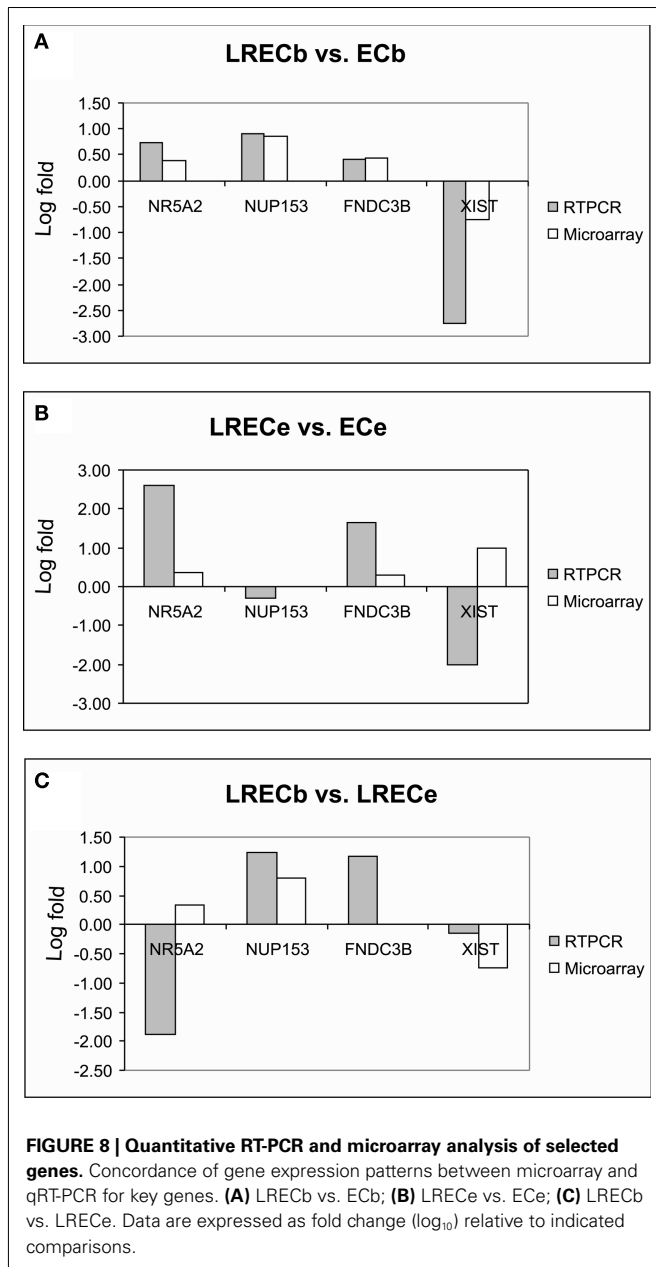 A
LRECb vs. ECb
1.50
1.00
0.50
0.00
-0.50
-1.00
-1.50
-2.00
-2.50
-3.00
Log fold
NR5A2 NUP153 FNDC3B XIST
RTPCR
Microarray
B
LRECe vs. ECe
3.00
2.00
1.00
0.00
-1.00
-2.00
-3.00
Log fold
NR5A2 NUP153 FNDC3B XIST
RTPCR
Microarray
C
LRECb vs. LRECe
1.50
1.00
0.50
0.00
-0.50
-1.00
-1.50
-2.00
-2.50
Log fold
NR5A2 NUP153 FNDC3B XIST
RTPCR
Microarray
FIGURE 8 | Quantitative RT-PCR and microarray analysis of selected
genes. Concordance of gene expression patterns between microarray and
qRT-PCR for key genes. (A) LRECb vs. ECb; (B) LRECe vs. ECe; (C) LRECb
vs. LRECe. Data are expressed as fold change (log₁₀) relative to indicated
comparisons.